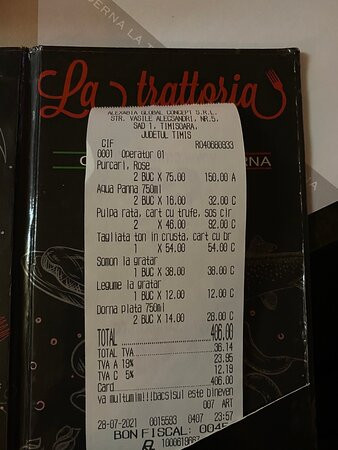 La trattoria
ALEXABIA GLOBAL CONCEPT S.R.L.
STR. VASILE ALECSANDRI, NR.5,
SAD 1, TIMISOARA,
JUDETUL TIMIS
CIF RO40680933
0001 Operator 01
Purcari, Rose
2 BUC X 75.00 150.00 A
Aqua Panna 750ml
2 BUC X 16.00 32.00 C
Pulpa rata, cart cu trufe, sos cir
2 X 46.00 92.00 C
Tagliata ton in crusta, cart cu br
1 X 54.00 54.00 C
Somon la gratar
1 BUC X 38.00 38.00 C
Legume la gratar
1 BUC X 12.00 12.00 C
Dorna plata 750ml
2 BUC X 14.00 28.00 C
TOTAL 406.00
TOTAL TVA 36.14
TVA A 19% 23.95
TVA C 5% 12.19
Card 406.00
va multumim!!bacsisul este bineven
007 ART
28-07-2021 0015593 0407 23:57
BON FISCAL: 0045